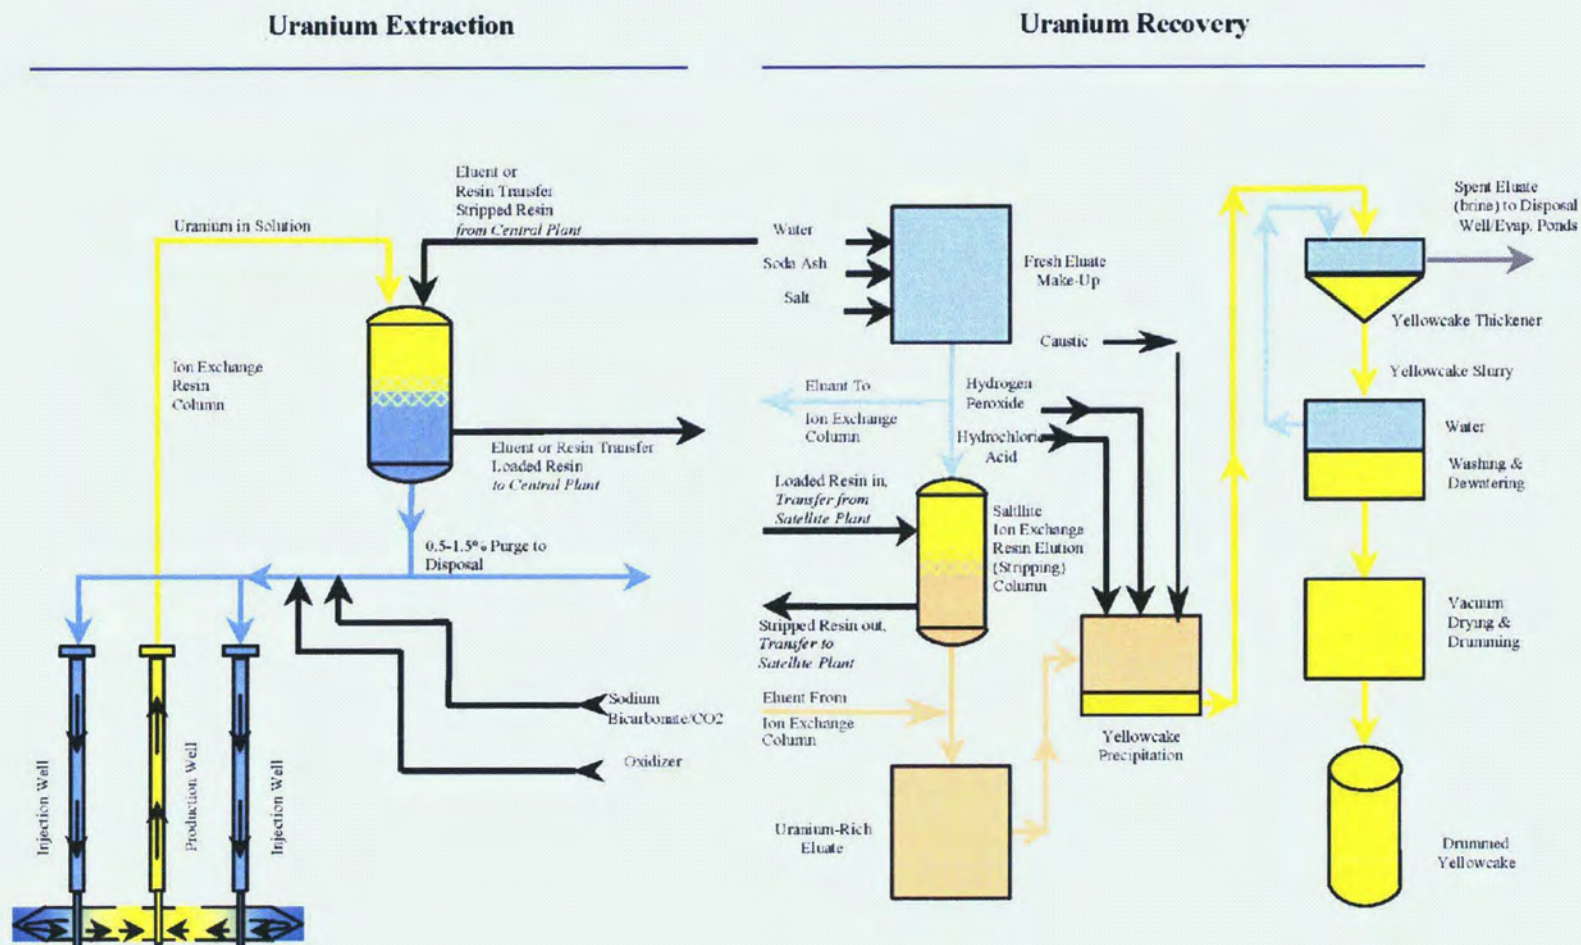 Uranium Extraction
Uranium Recovery
Eluent or
Resin Transfer
Stripped Resin
from Central Plant
Uranium in Solution
Ion Exchange
Resin
Column
Eluent or Resin Transfer
Loaded Resin
to Central Plant
0.5-1.5% Purge to
Disposal
Sodium
Bicarbonate/CO2
Oxidizer
Injection Well
Production Well
Injection Well
Water
Soda Ash
Salt
Fresh Eluate
Make-Up
Eluant To
Ion Exchange
Column
Caustic
Hydrogen
Peroxide
Hydrochloric
Acid
Loaded Resin in,
Transfer from
Satellite Plant
Saltllite
Ion Exchange
Resin Elution
(Stripping)
Column
Stripped Resin out,
Transfer to
Satellite Plant
Eluent From
Ion Exchange
Column
Uranium-Rich
Eluate
Yellowcake
Precipitation
Spent Eluate
(brine) to Disposal
Well/Evap. Ponds
Yellowcake Thickener
Yellowcake Slurry
Water
Washing &
Dewatering
Vacuum
Drying &
Drumming
Drummed
Yellowcake